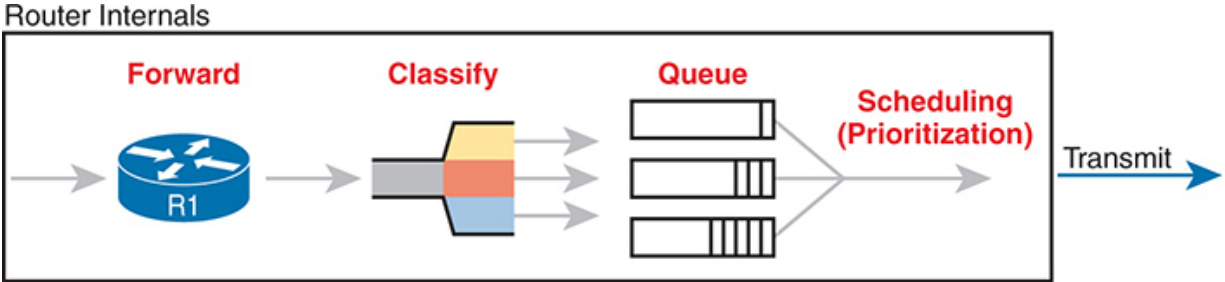 Router Internals
Forward
Classify
Queue
Scheduling
(Prioritization)
Transmit
R1